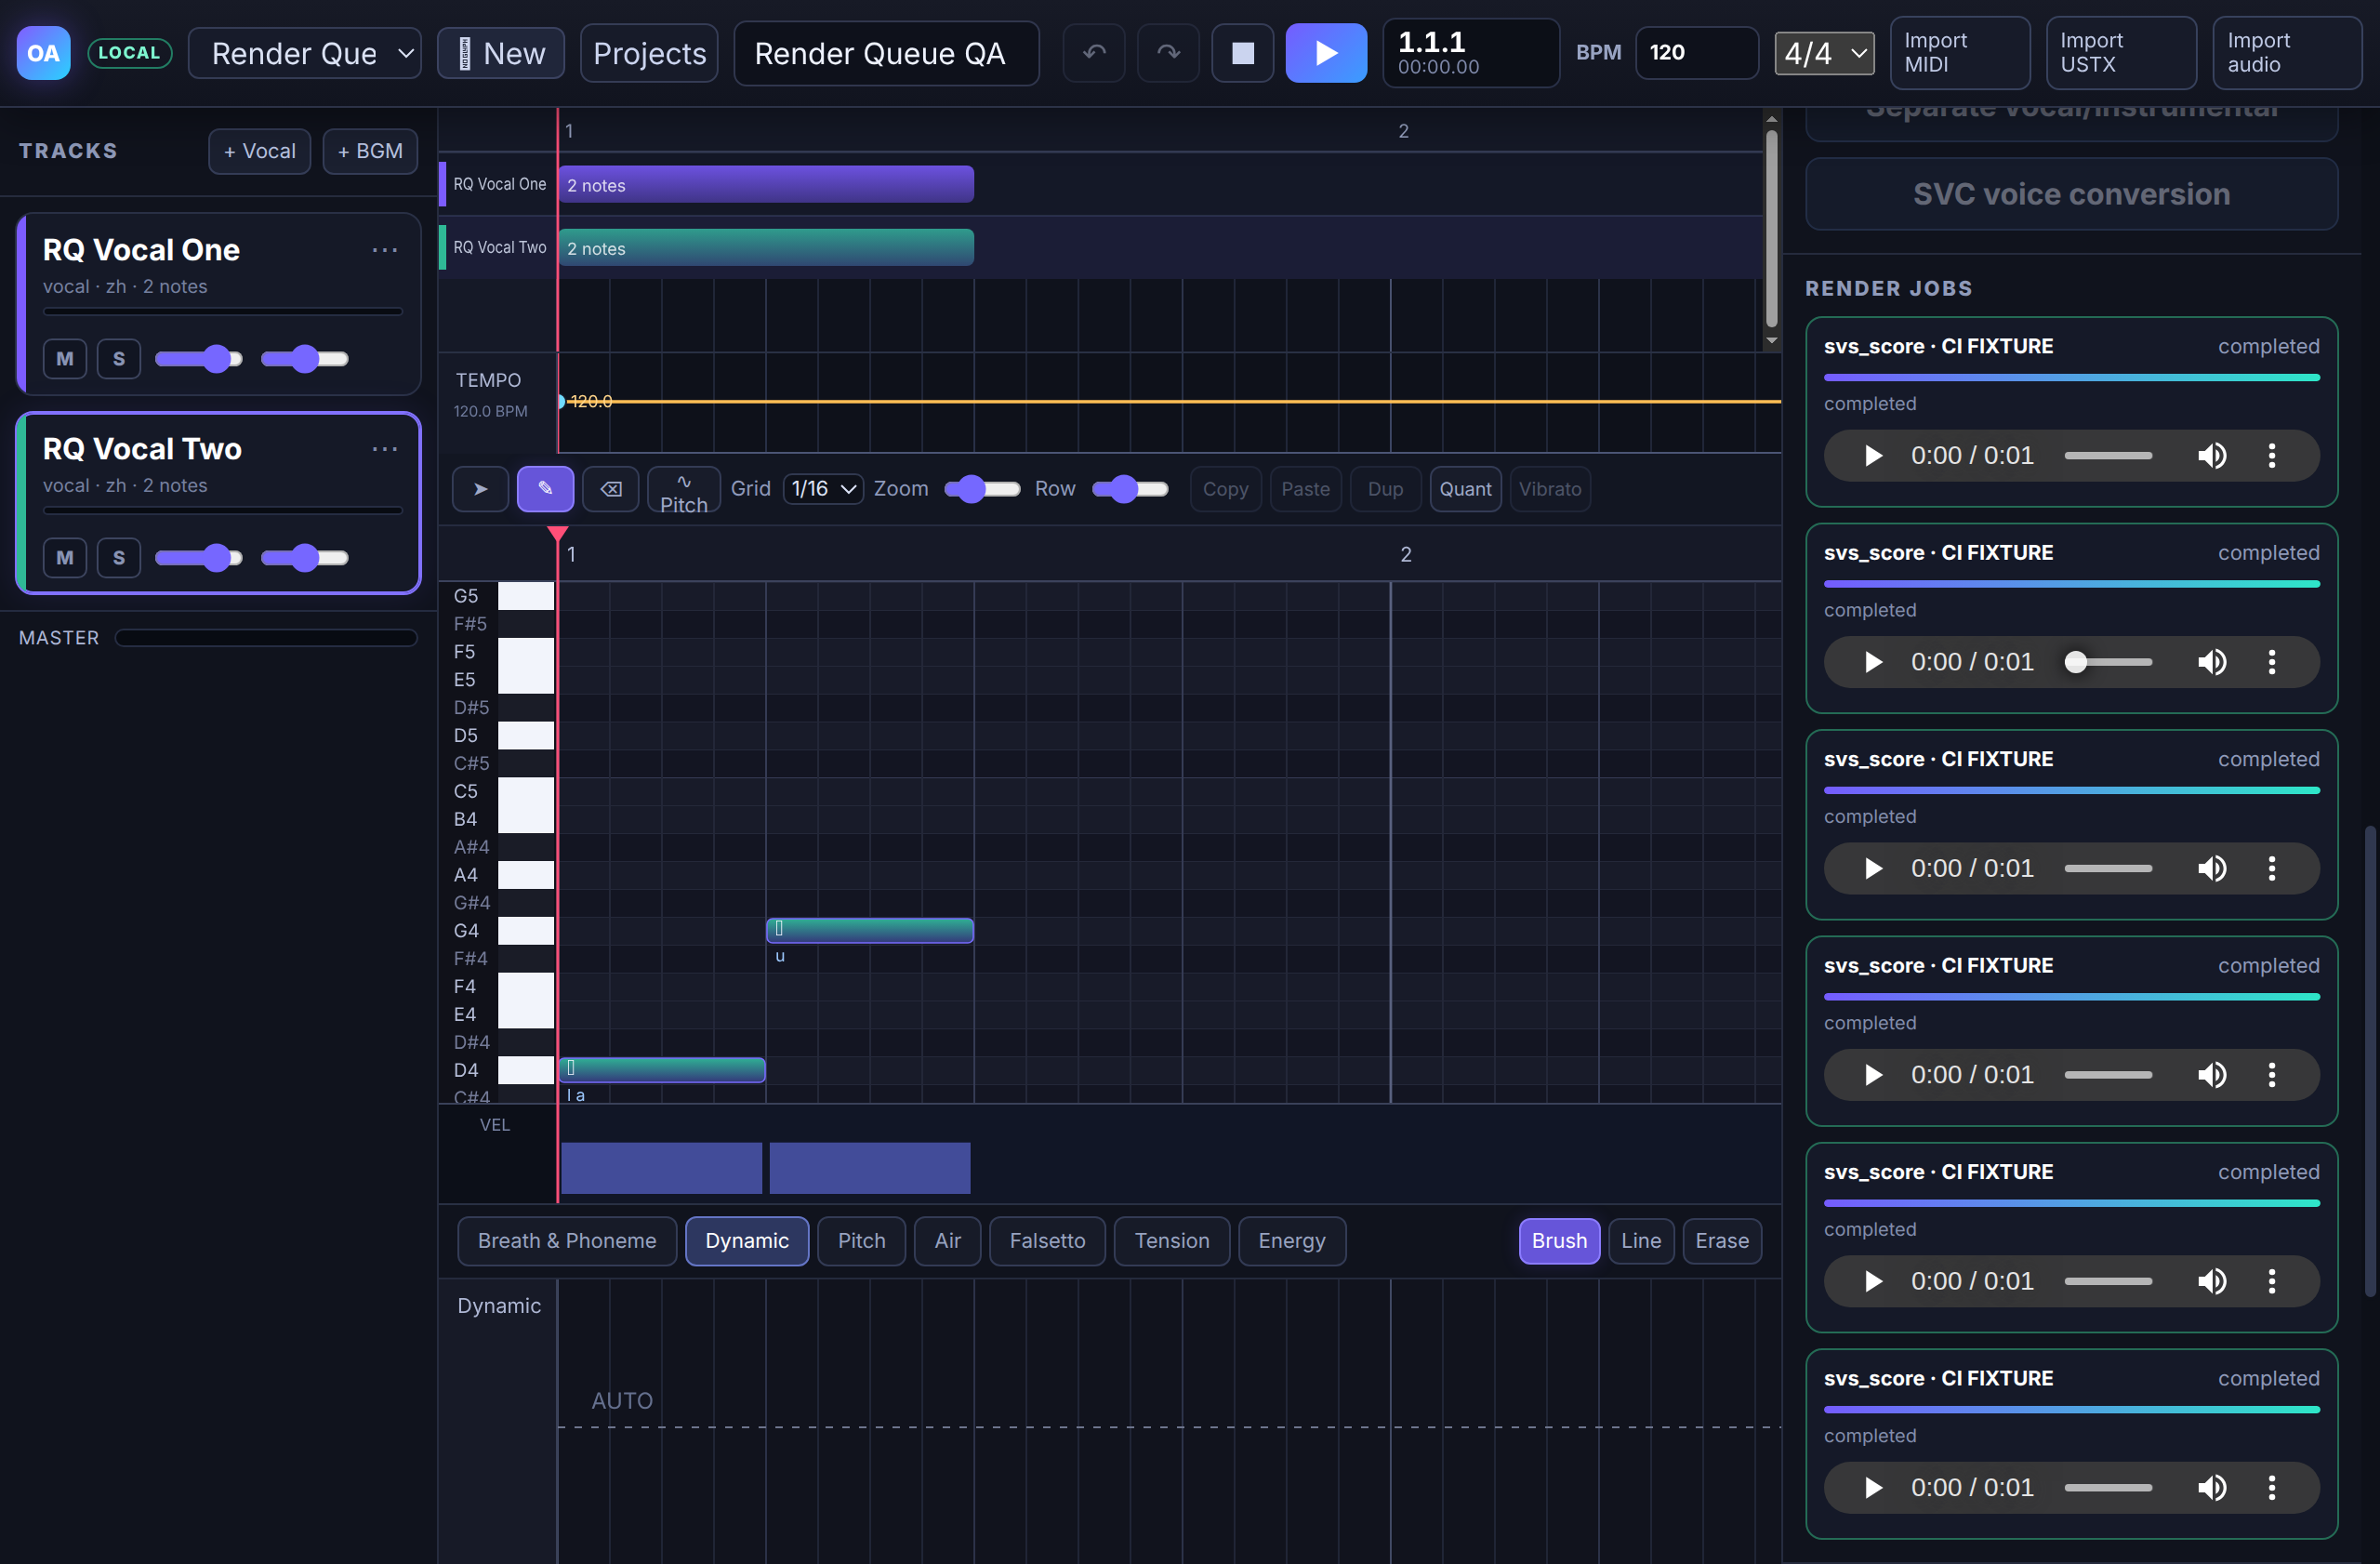 OA
LOCAL
Render Que
New
Projects
Render Queue QA
1.1.1
00:00.00
BPM
120
4/4
Import MIDI
Import USTX
Import audio
TRACKS
+ Vocal
+ BGM
RQ Vocal One
vocal · zh · 2 notes
M
S
RQ Vocal Two
vocal · zh · 2 notes
M
S
MASTER
1
2
RQ Vocal One
2 notes
RQ Vocal Two
2 notes
TEMPO
120.0 BPM
120.0
Pitch
Grid
1/16
Zoom
Row
Copy
Paste
Dup
Quant
Vibrato
1
2
G5
F#5
F5
E5
D#5
D5
C#5
C5
B4
A#4
A4
G#4
G4
F#4
u
F4
E4
D#4
D4
C#4
l a
VEL
Breath & Phoneme
Dynamic
Pitch
Air
Falsetto
Tension
Energy
Brush
Line
Erase
Dynamic
AUTO
Separate vocal/instrumental
SVC voice conversion
RENDER JOBS
svs_score · CI FIXTURE
completed
completed
0:00 / 0:01
svs_score · CI FIXTURE
completed
completed
0:00 / 0:01
svs_score · CI FIXTURE
completed
completed
0:00 / 0:01
svs_score · CI FIXTURE
completed
completed
0:00 / 0:01
svs_score · CI FIXTURE
completed
completed
0:00 / 0:01
svs_score · CI FIXTURE
completed
completed
0:00 / 0:01